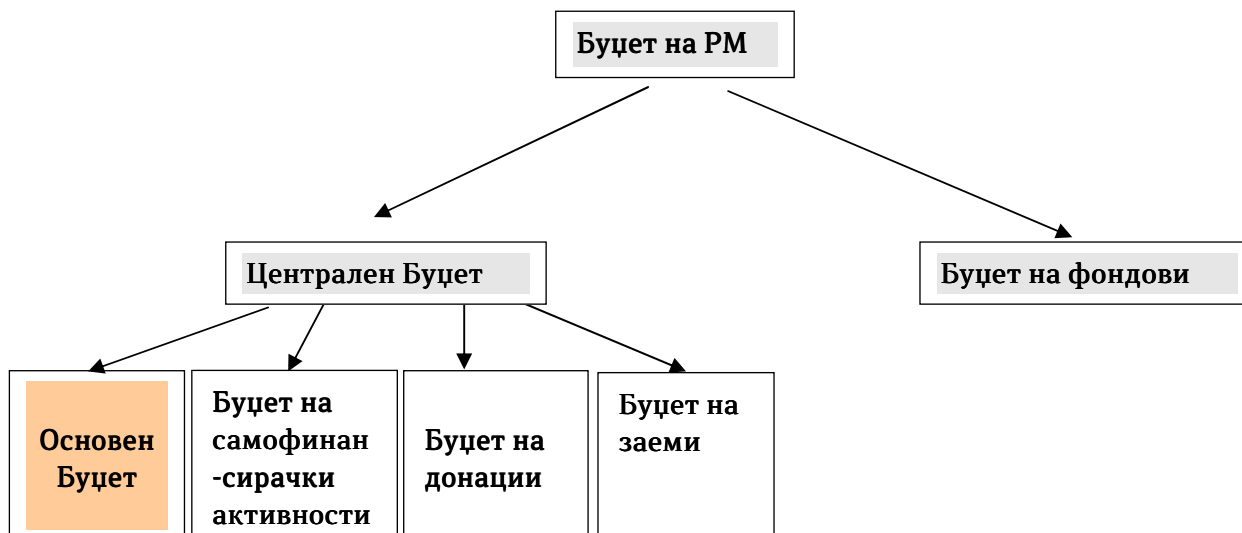 Буџет на РМ
Централен Буџет
Буџет на фондови
Основен
Буџет
Буџет на
самофинан
-сирачки
активности
Буџет на
донации
Буџет на
заеми